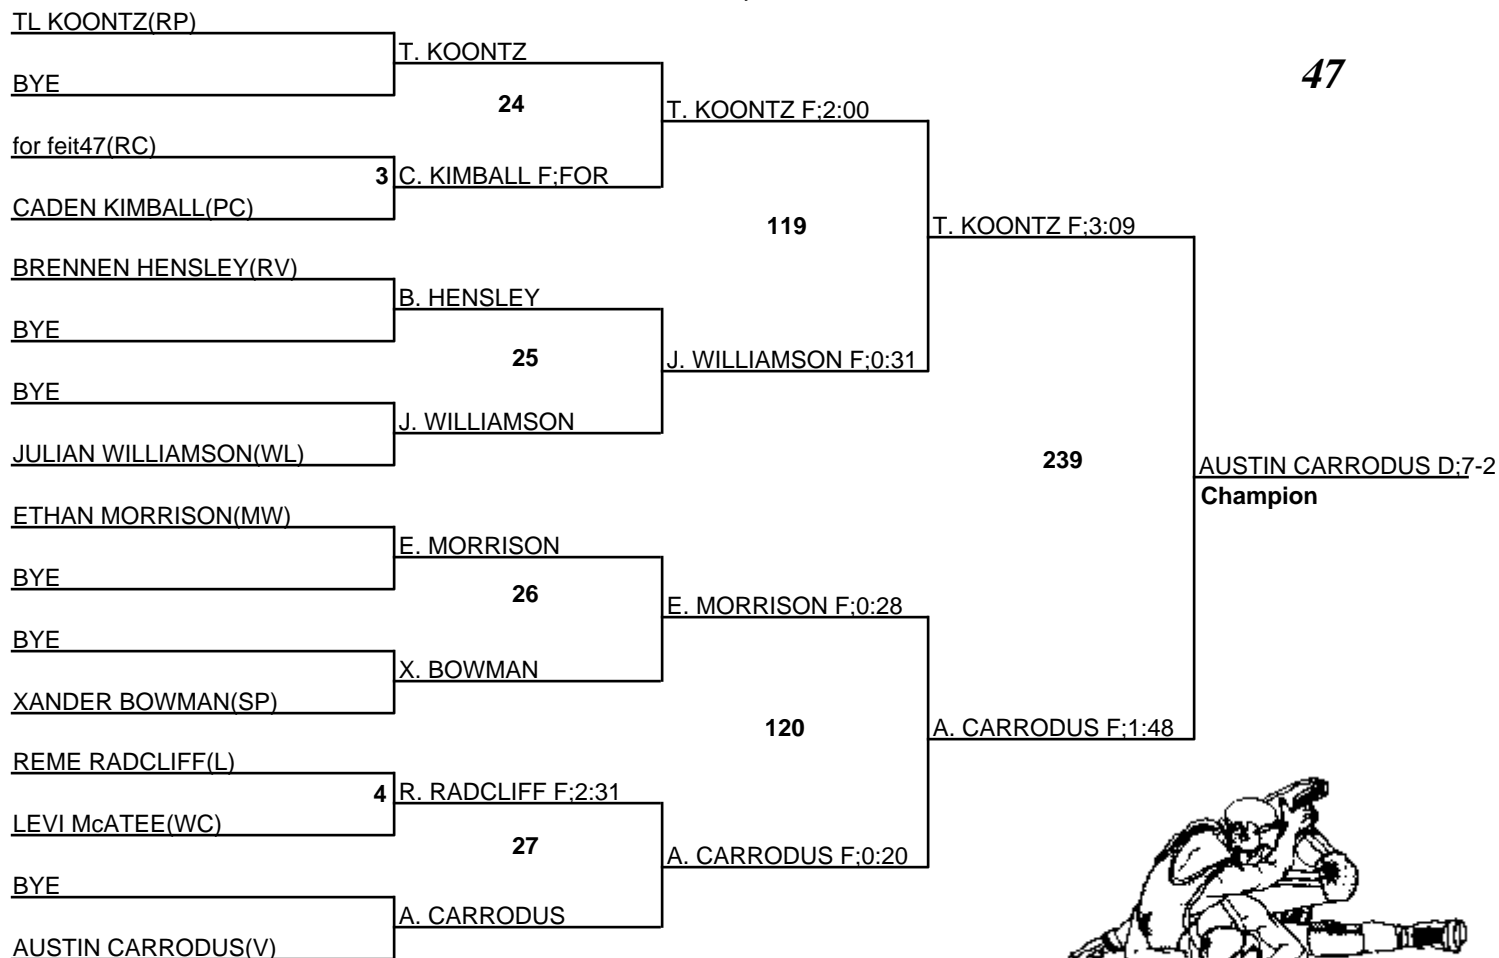 TL KOONTZ(RP)
T. KOONTZ
47
BYE
24
T. KOONTZ F;2:00
for feit47(RC)
3 C. KIMBALL F;FOR
CADEN KIMBALL(PC)
119
T. KOONTZ F;3:09
BRENNEN HENSLEY(RV)
B. HENSLEY
BYE
25
J. WILLIAMSON F;0:31
BYE
J. WILLIAMSON
JULIAN WILLIAMSON(WL)
239
AUSTIN CARRODUS D;7-2
Champion
ETHAN MORRISON(MW)
E. MORRISON
BYE
26
E. MORRISON F;0:28
BYE
X. BOWMAN
XANDER BOWMAN(SP)
120
A. CARRODUS F;1:48
REME RADCLIFF(L)
4 R. RADCLIFF F;2:31
LEVI McATEE(WC)
27
A. CARRODUS F;0:20
BYE
A. CARRODUS
AUSTIN CARRODUS(V)